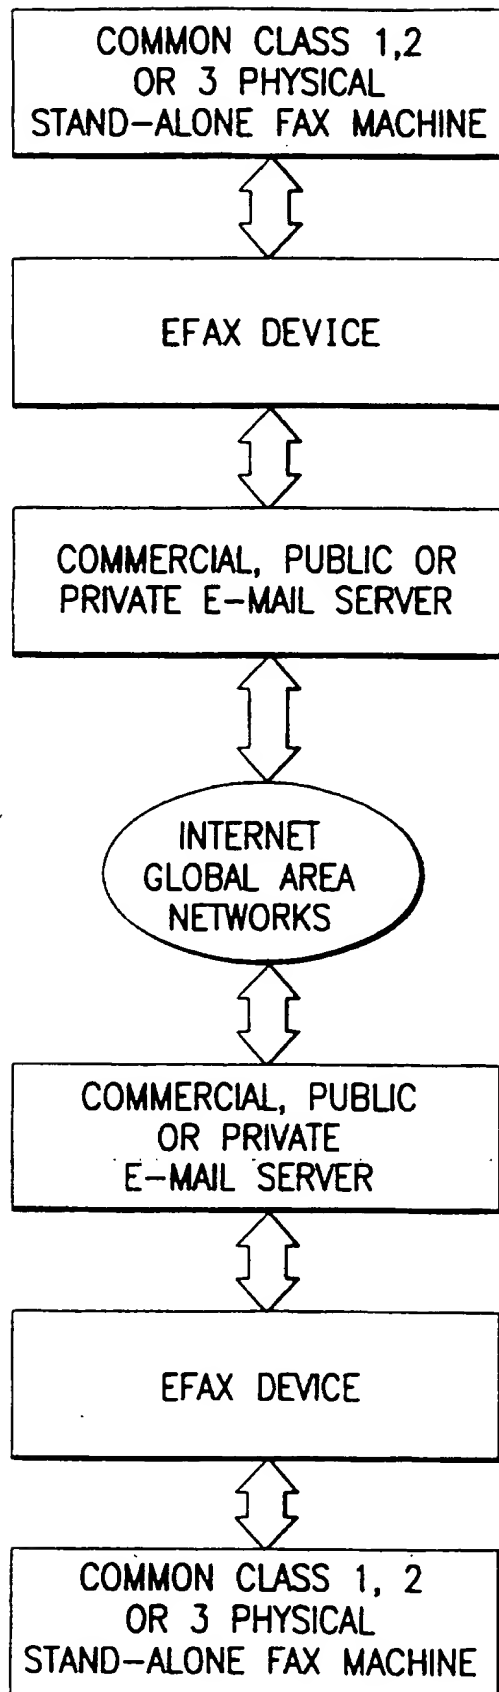 COMMON CLASS 1,2
OR 3 PHYSICAL
STAND-ALONE FAX MACHINE
EFAX DEVICE
COMMERCIAL, PUBLIC OR
PRIVATE E-MAIL SERVER
INTERNET
GLOBAL AREA
NETWORKS
COMMERCIAL, PUBLIC
OR PRIVATE
E-MAIL SERVER
EFAX DEVICE
COMMON CLASS 1, 2
OR 3 PHYSICAL
STAND-ALONE FAX MACHINE